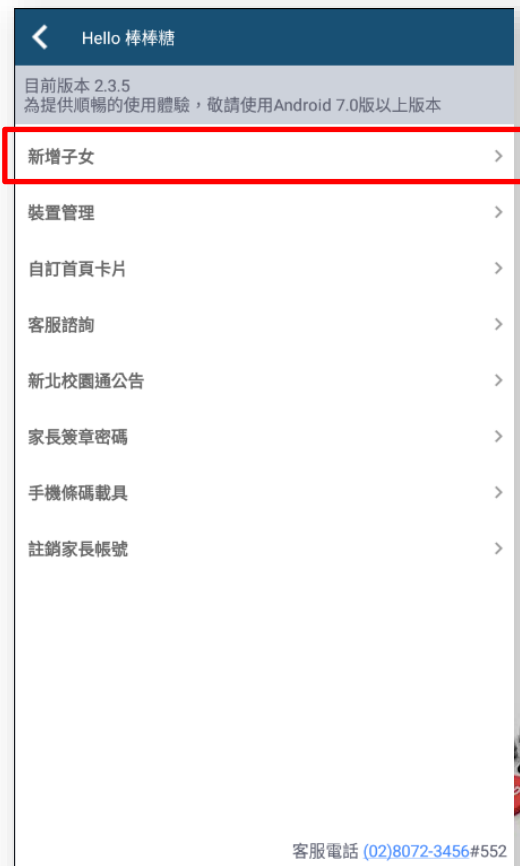 Hello 棒棒糖
目前版本 2.3.5
為提供順暢的使用體驗，敬請使用Android 7.0版以上版本
新增子女
裝置管理
自訂首頁卡片
客服諮詢
新北校園通公告
家長簽章密碼
手機條碼載具
註銷家長帳號
客服電話 (02)8072-3456#552